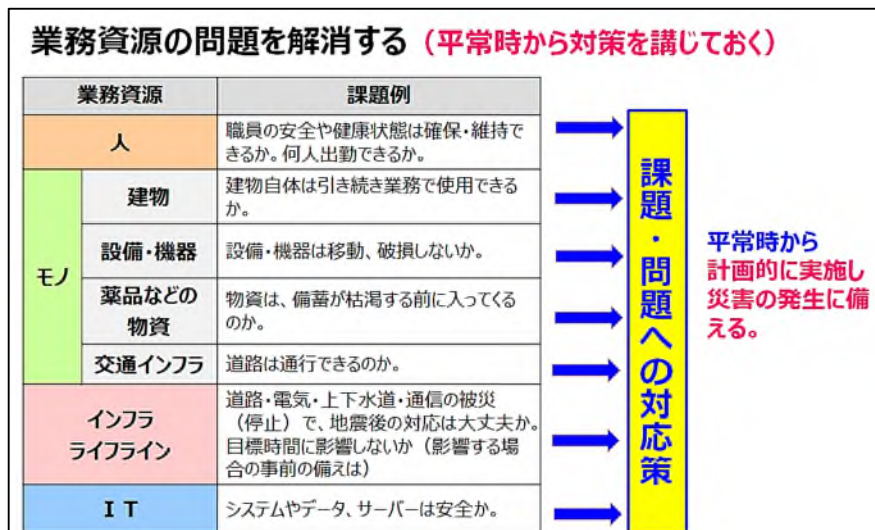 業務資源の問題を解消する（平常時から対策を講じておく）
業務資源 課題例
人
職員の安全や健康状態は確保・維持で
きるか。何人出勤できるか。
モノ
建物
建物自体は引き続き業務で使用できる
か。
設備・機器
設備・機器は移動、破損しないか。
薬品などの
物資
物資は、備蓄が枯渇する前に入ってくる
のか。
交通インフラ
道路は通行できるのか。
インフラ
ライフライン
道路・電気・上下水道・通信の被災
（停止）で、地震後の対応は大丈夫か。
目標時間に影響しないか（影響する場
合の事前の備えは）
ＩＴ
システムやデータ、サーバーは安全か。
課題・問題への対応策
平常時から
計画的に実施し
災害の発生に備
える。